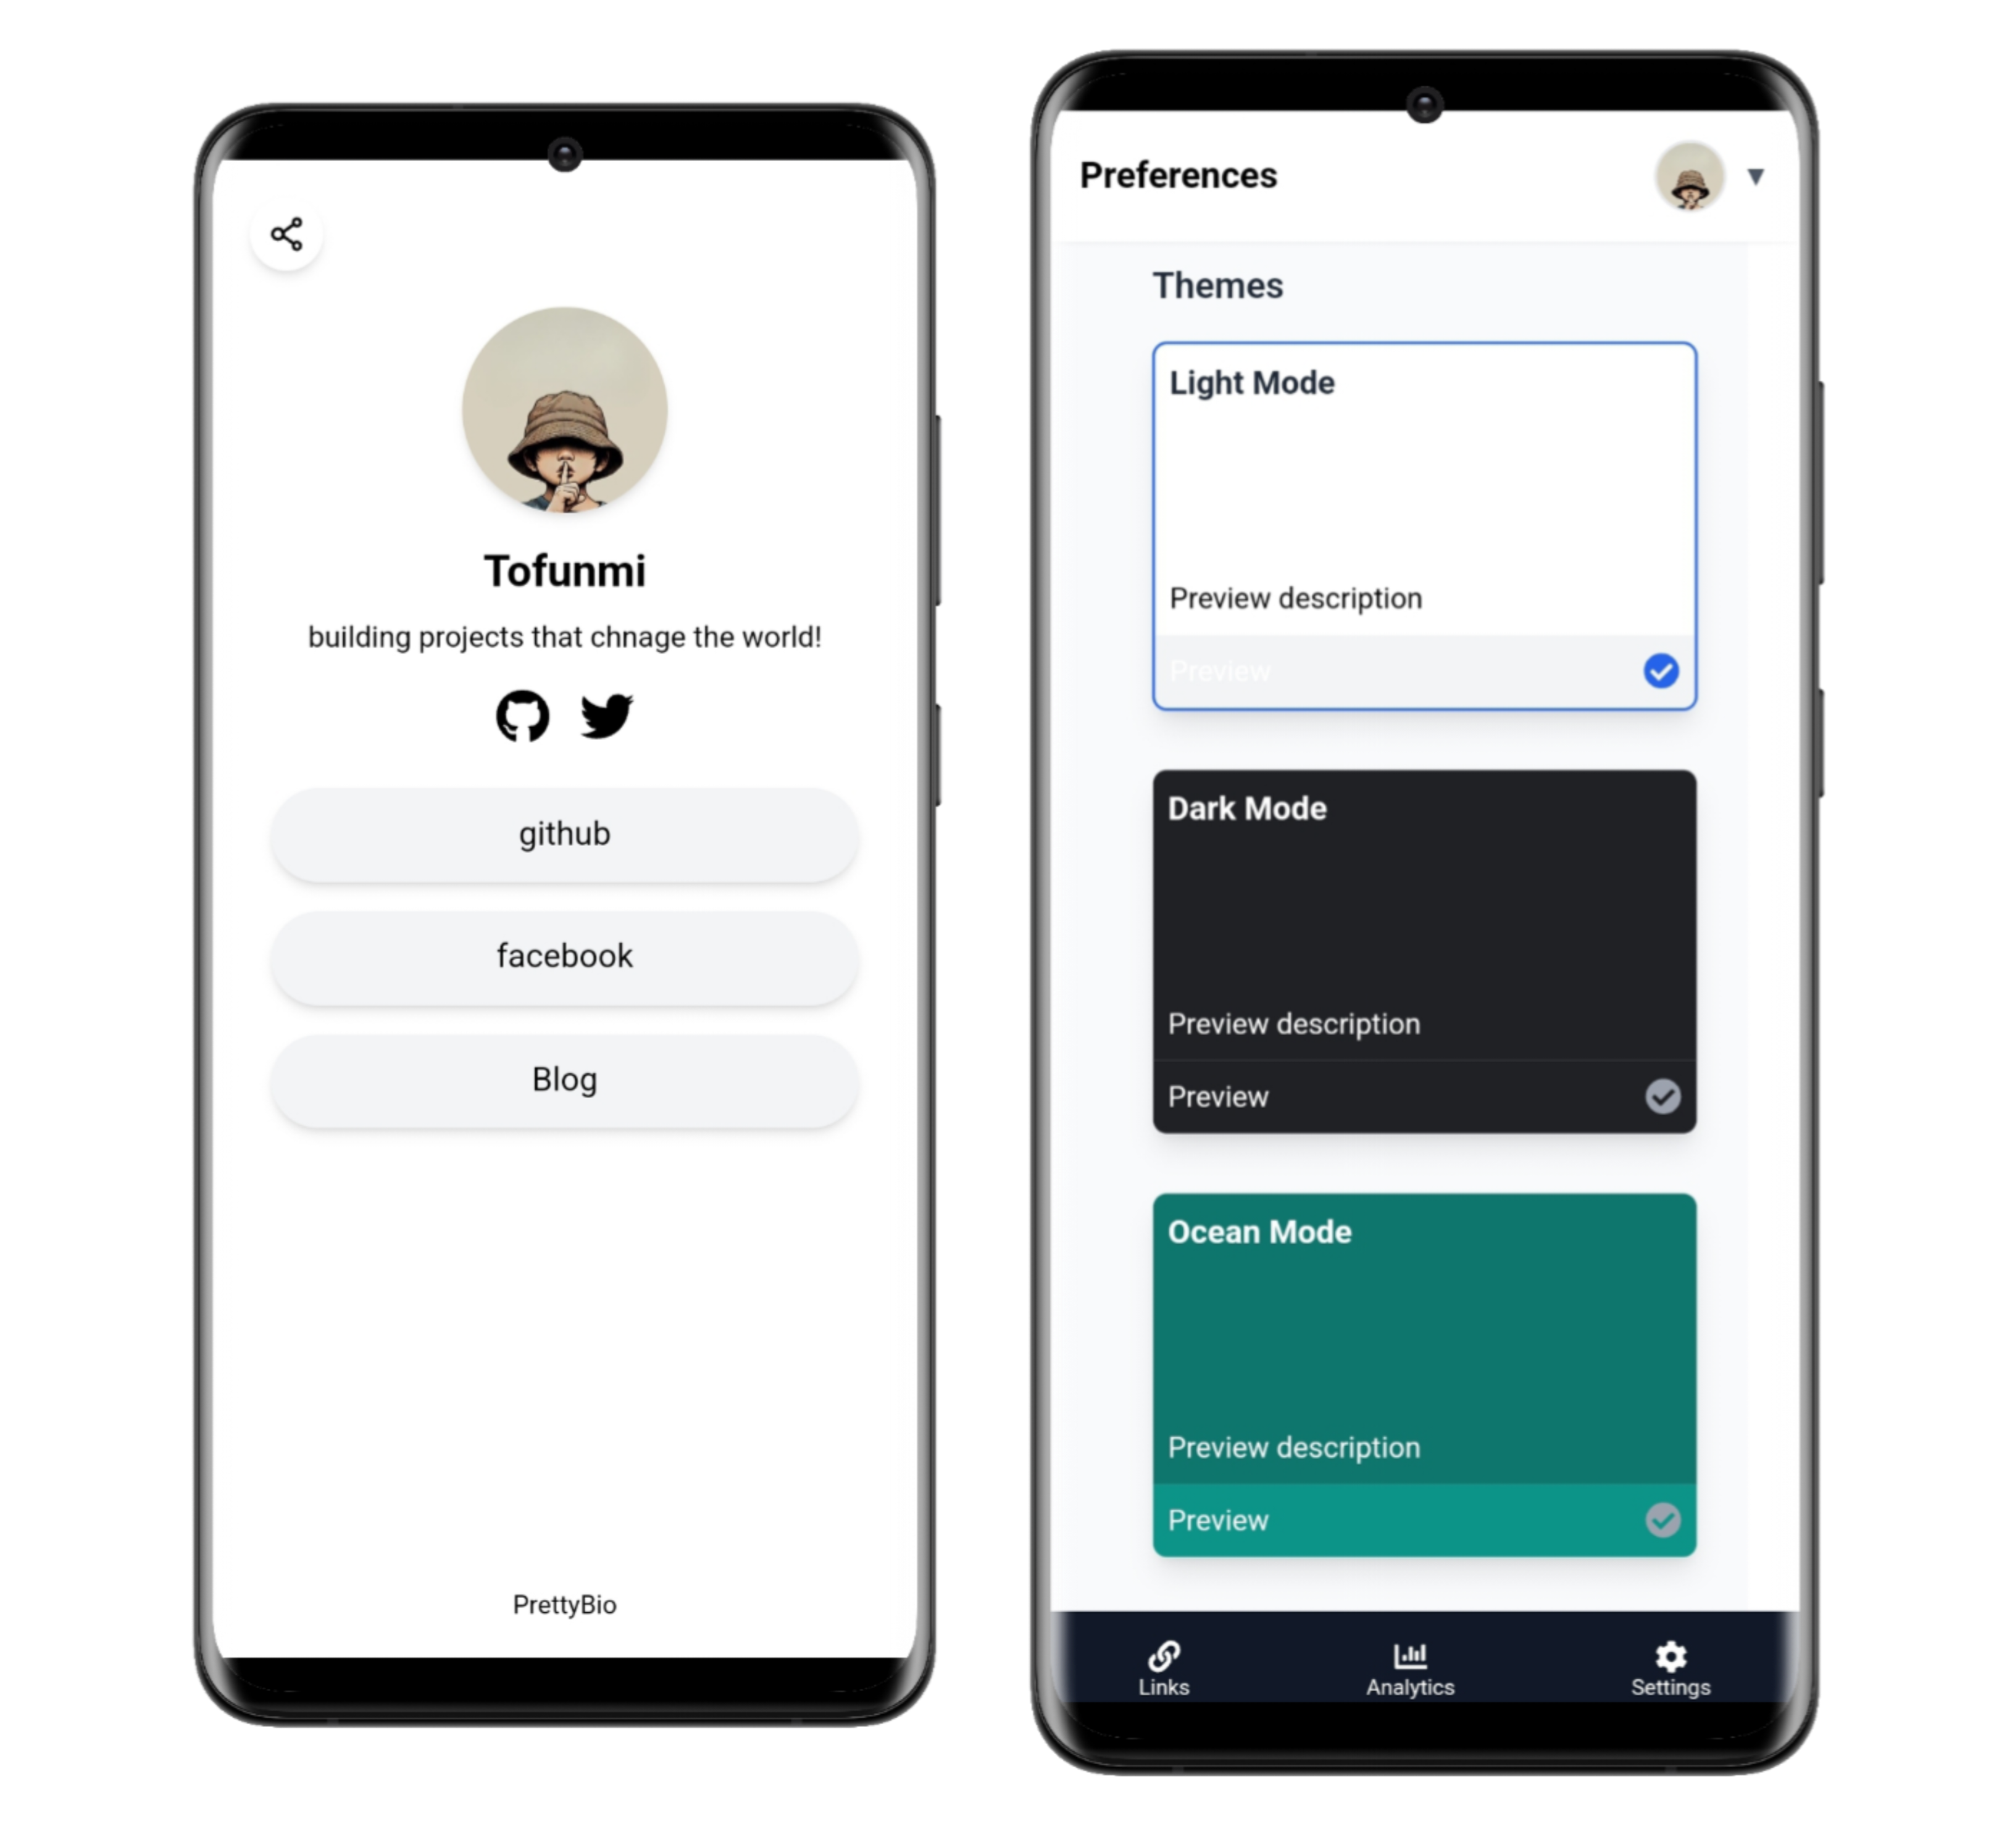 Tofunmi
building projects that chnage the world!
github
facebook
Blog
PrettyBio
Preferences
Themes
Light Mode
Preview description
Preview
Dark Mode
Preview description
Preview
Ocean Mode
Preview description
Preview
Links
Analytics
Settings